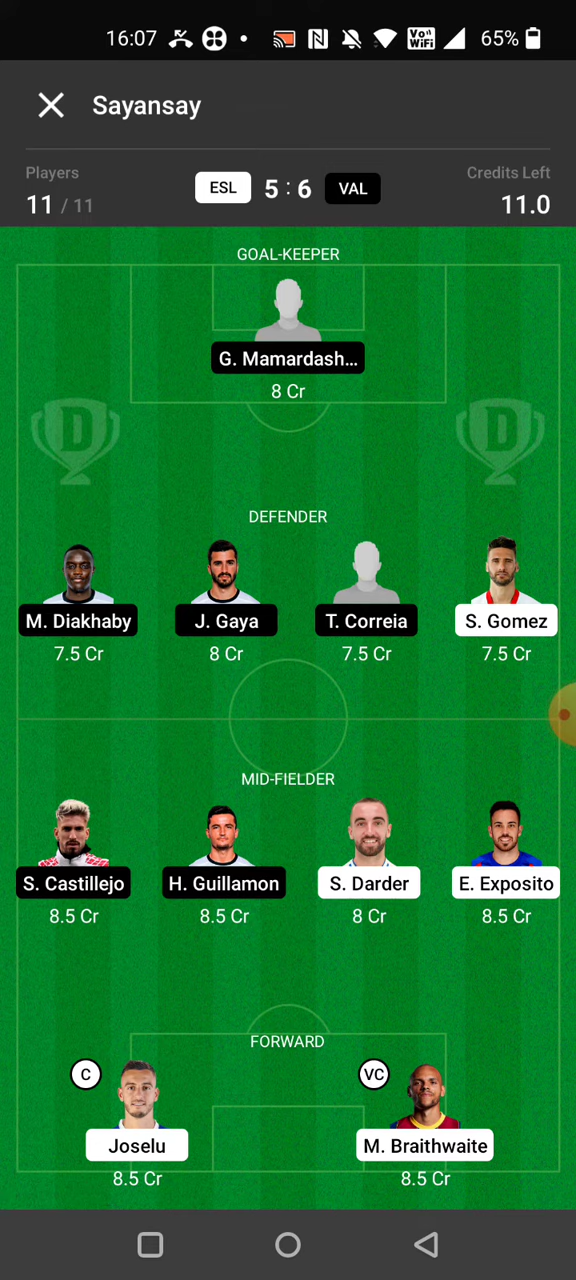 16:07
Vo))
WiFi
65%
Sayansay
Players
Credits Left
11 / 11
ESL 5 : 6 VAL
11.0
GOAL-KEEPER
G. Mamardash...
8 Cr
D
D
DEFENDER
M. Diakhaby
J. Gaya
T. Correia
S. Gomez
7.5 Cr
8 Cr
7.5 Cr
7.5 Cr
MID-FIELDER
S. Castillejo
H. Guillamon
S. Darder
E. Exposito
8.5 Cr
8.5 Cr
8 Cr
8.5 Cr
FORWARD
C
VC
Joselu
M. Braithwaite
8.5 Cr
8.5 Cr